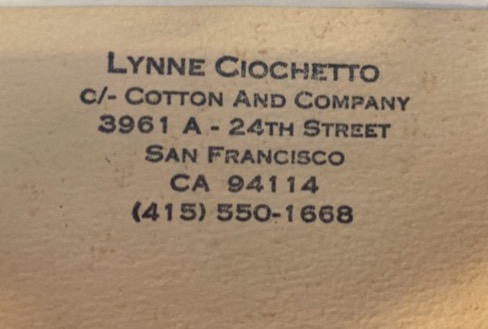 LYNNE CIOCHETTO
C/- COTTON AND COMPANY
3961 A - 24TH STREET
SAN FRANCISCO
CA 94114
(415) 550-1668